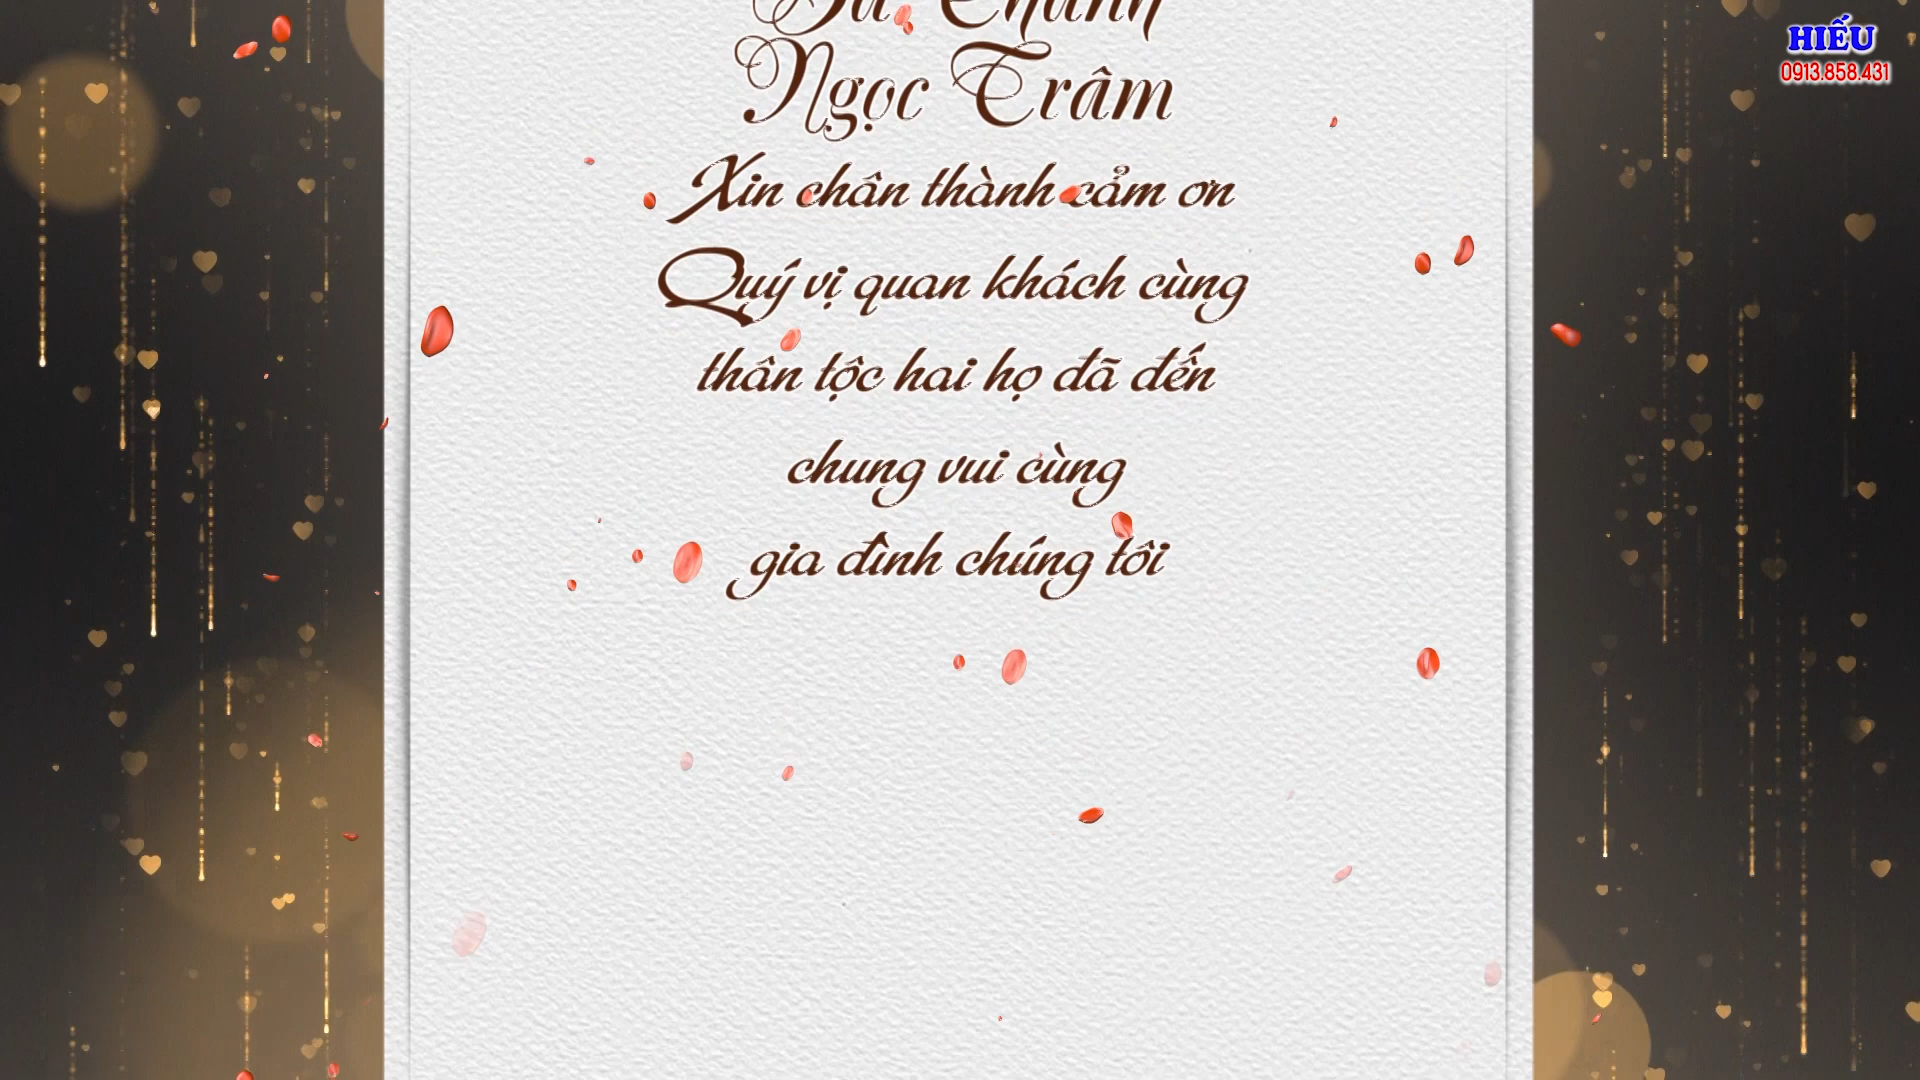 Ngọc Trâm
Xin chân thành cảm ơn
Quý vị quan khách cùng
thân tộc hai họ đã đến
chung vui cùng
gia đình chúng tôi
HIẾU
0913.858.431